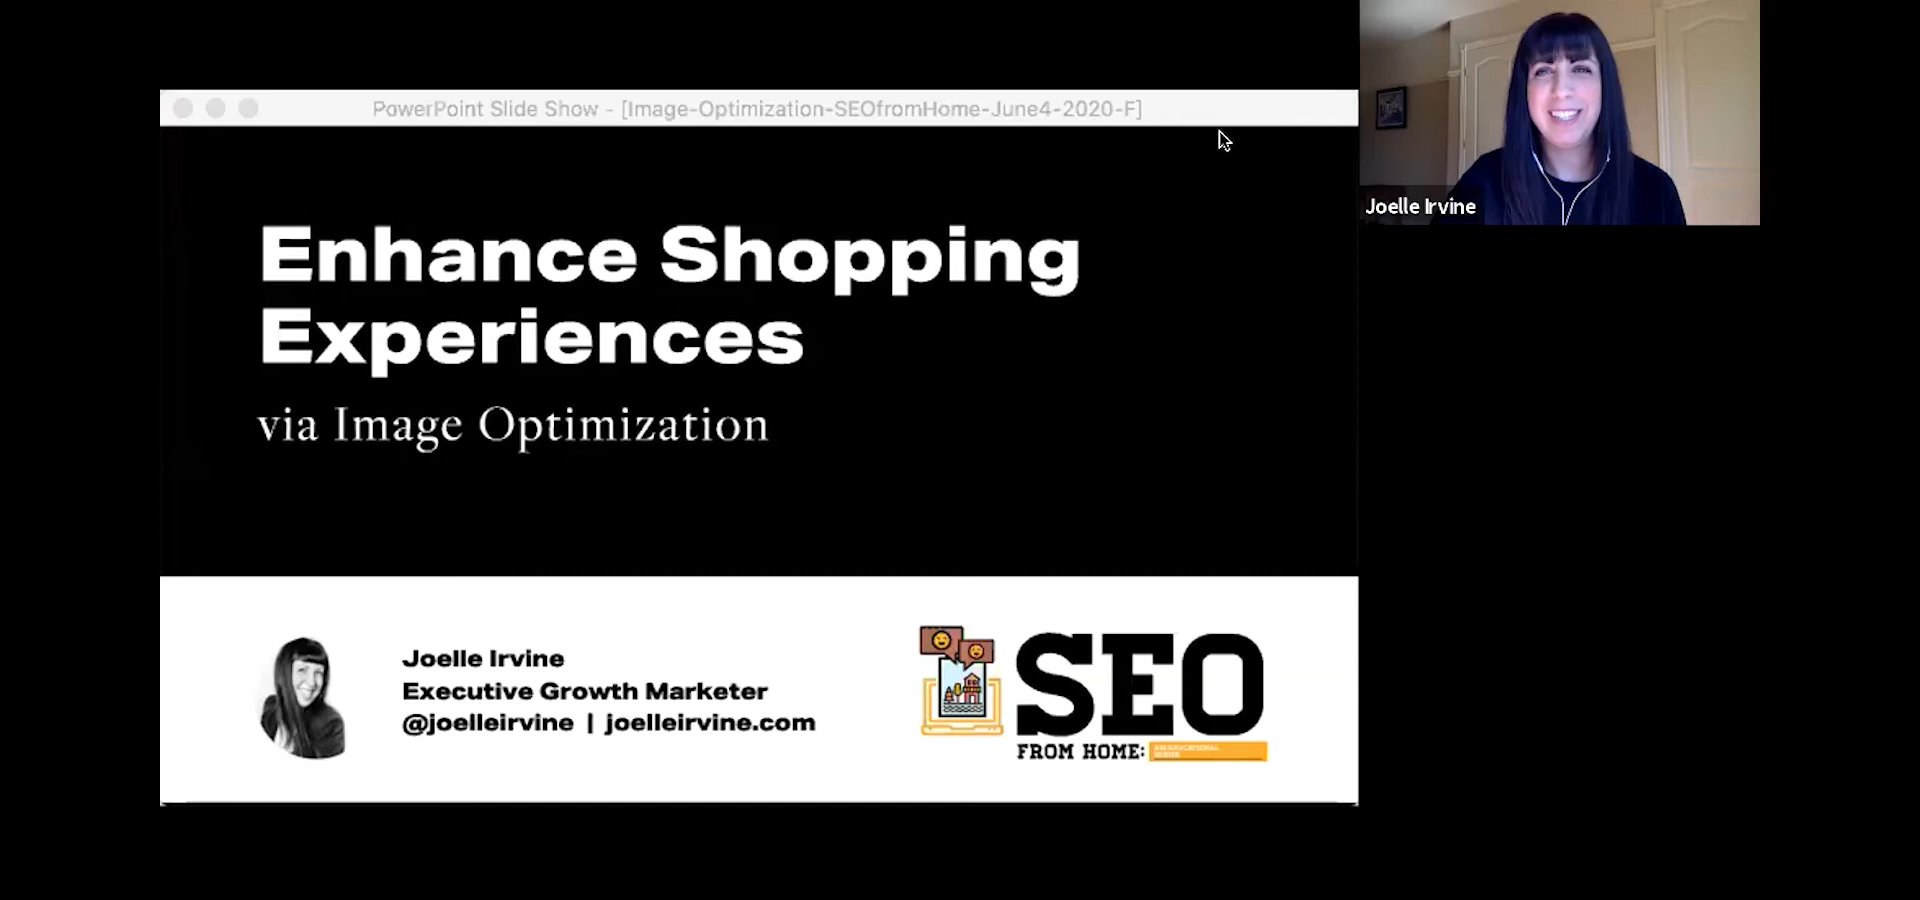 PowerPoint Slide Show - [Image-Optimization-SEOfromHome-June4-2020-F]
Joelle Irvine
Enhance Shopping
Experiences
via Image Optimization
Joelle Irvine
Executive Growth Marketer
@joelleirvine | joelleirvine.com
SEO
FROM HOME: